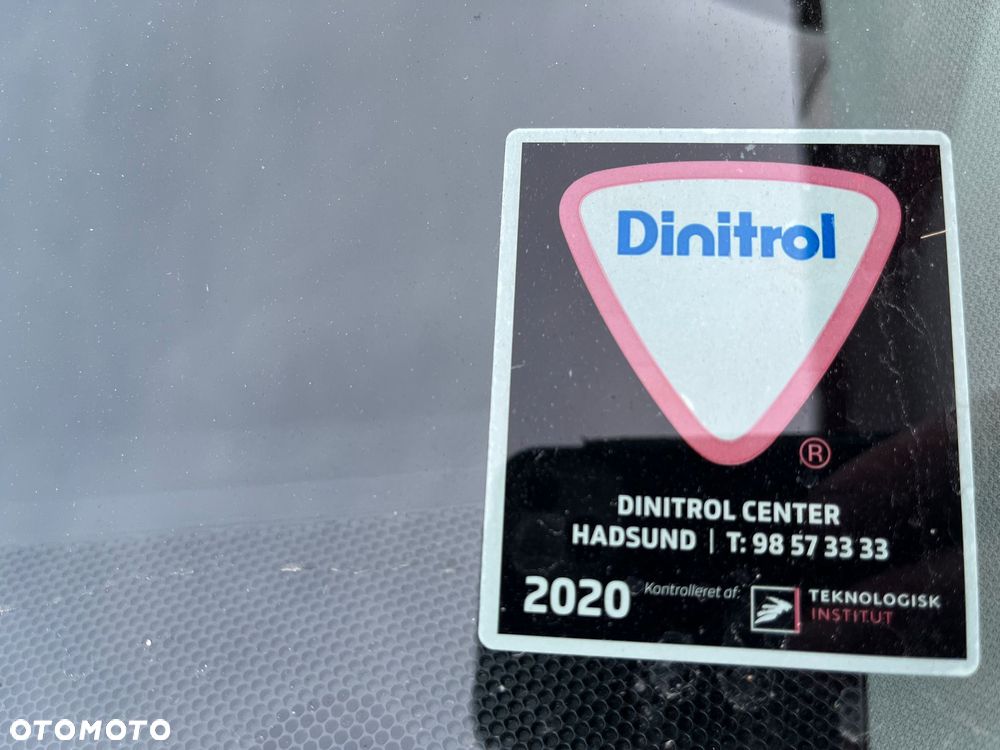 Dinitrol
®
DINITROL CENTER
HADSUND | T: 98 57 33 33
2020 Kontrolleret af: TEKNOLOGISK
INSTITUT
OTOMOTO